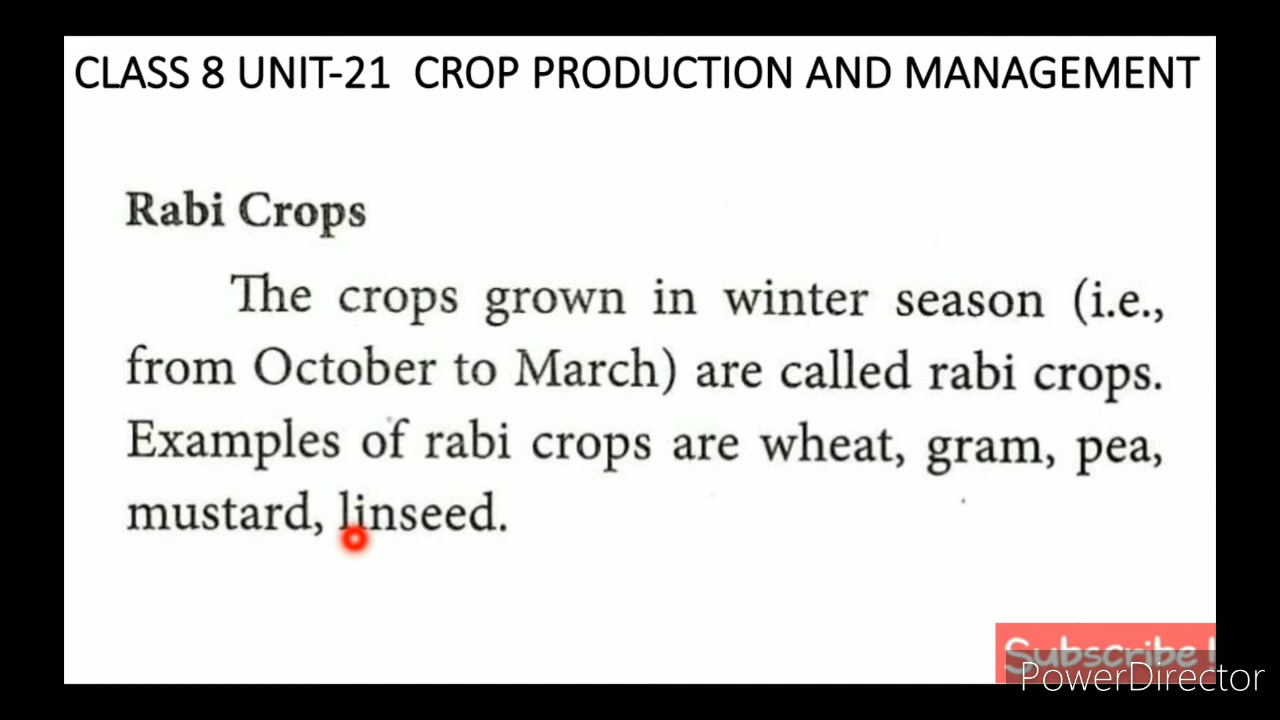 CLASS 8 UNIT-21 CROP PRODUCTION AND MANAGEMENT
Rabi Crops
The crops grown in winter season (i.e.,
from October to March) are called rabi crops.
Examples of rabi crops are wheat, gram, pea,
mustard, linseed.
Subscribe !
PowerDirector